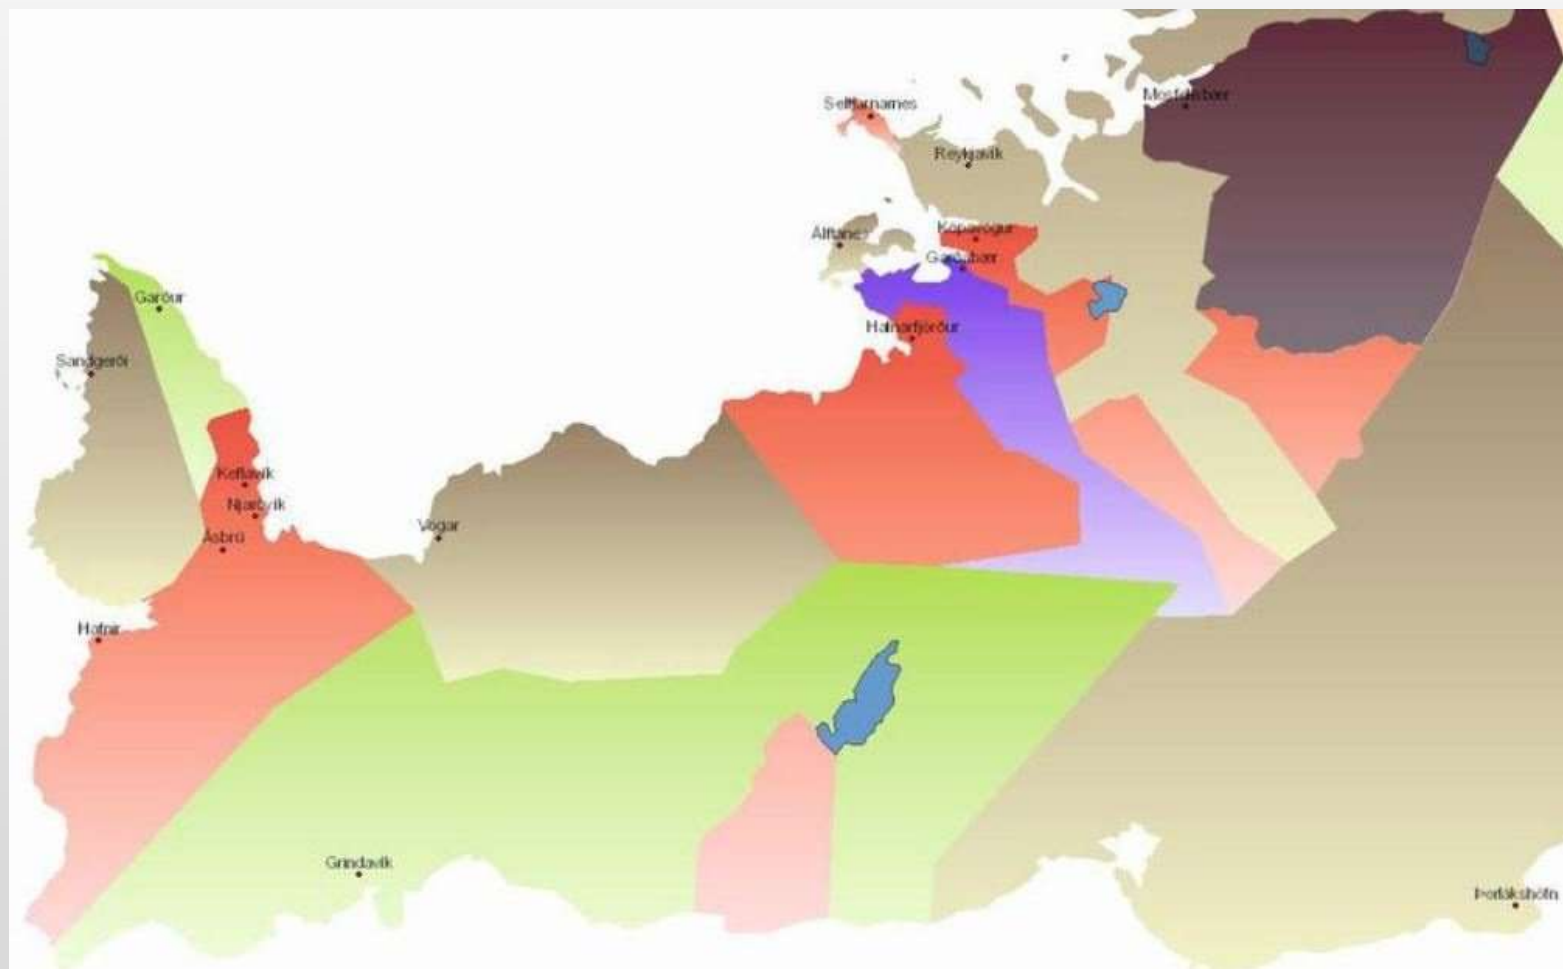 Mosfellsbær
Seltjarnarnes
Reykjavík
Álftanes
Kópavogur
Garðabær
Garður
Hafnarfjörður
Sandgerði
Keflavík
Njarðvík
Vogar
Ásbrú
Hafnir
Grindavík
Þorlákshöfn